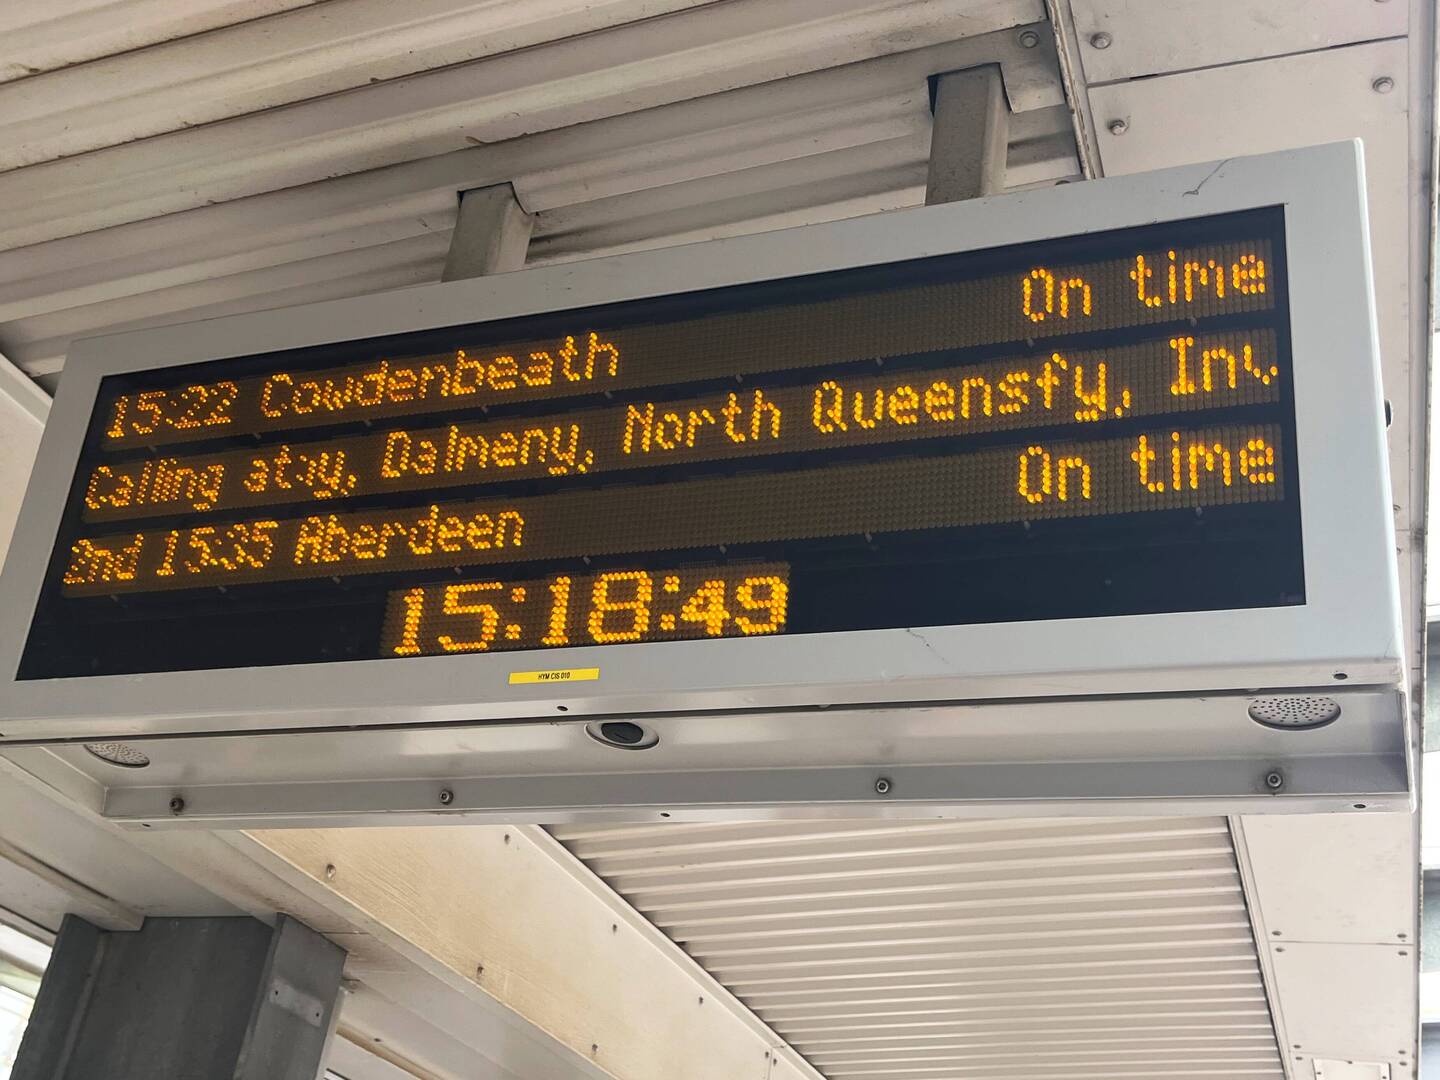 15:22 Cowdenbeath On time
Calling Dalmeny, North Queensfy, Inv
2nd 15:35 Aberdeen On time
15:18:49
HYM CIS 010